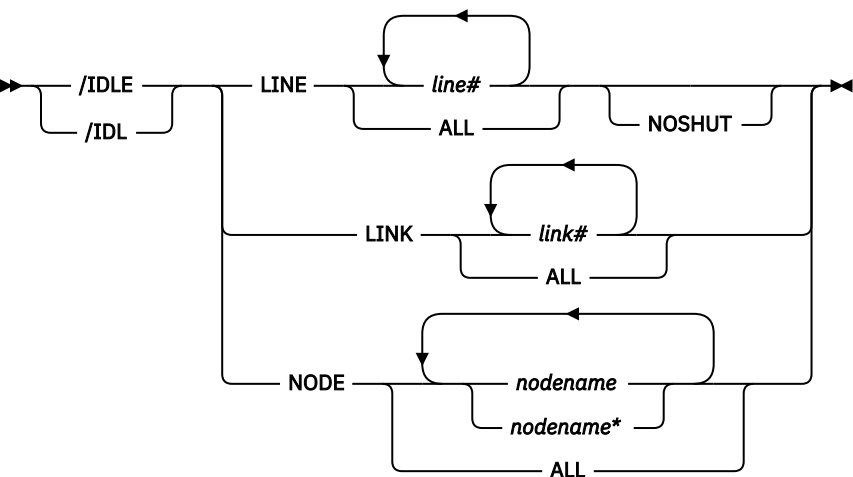 /IDLE LINE line# 
/IDL ALL NOSHUT
LINK link#
ALL
NODE nodename
nodename*
ALL